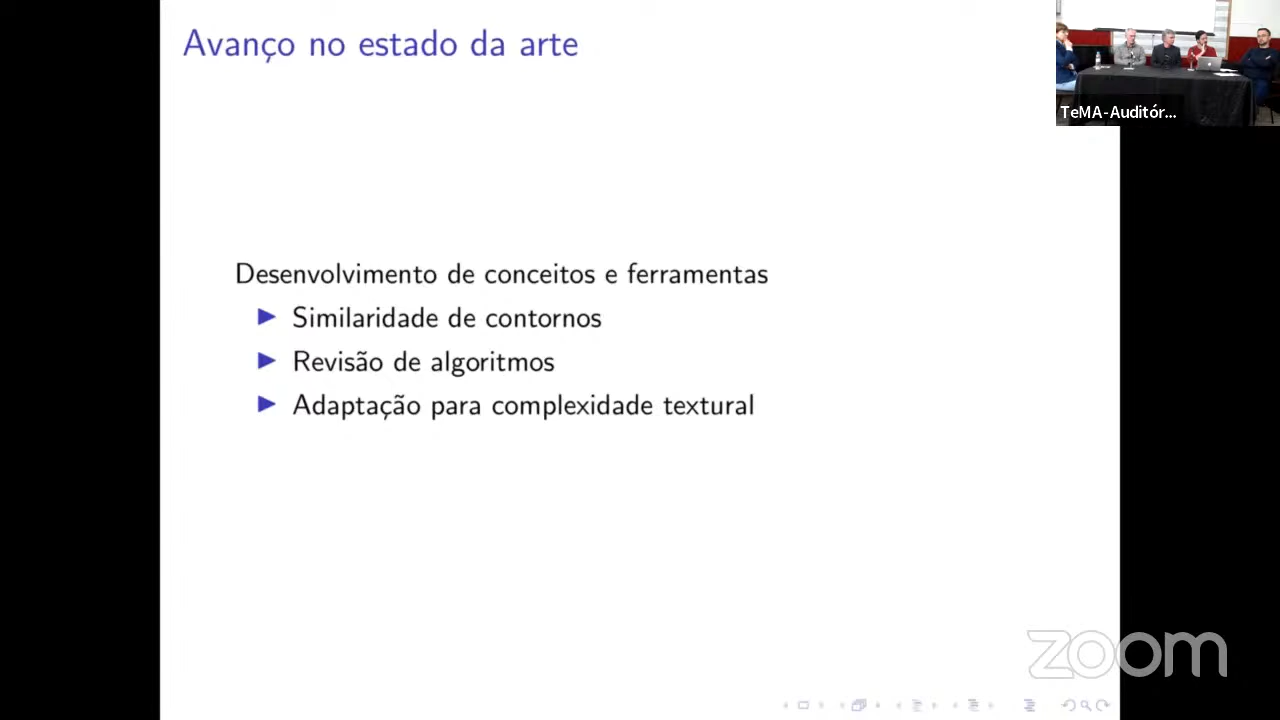 Avanço no estado da arte
TeMA-Auditór...
Desenvolvimento de conceitos e ferramentas
Similaridade de contornos
Revisão de algoritmos
Adaptação para complexidade textural
zoom